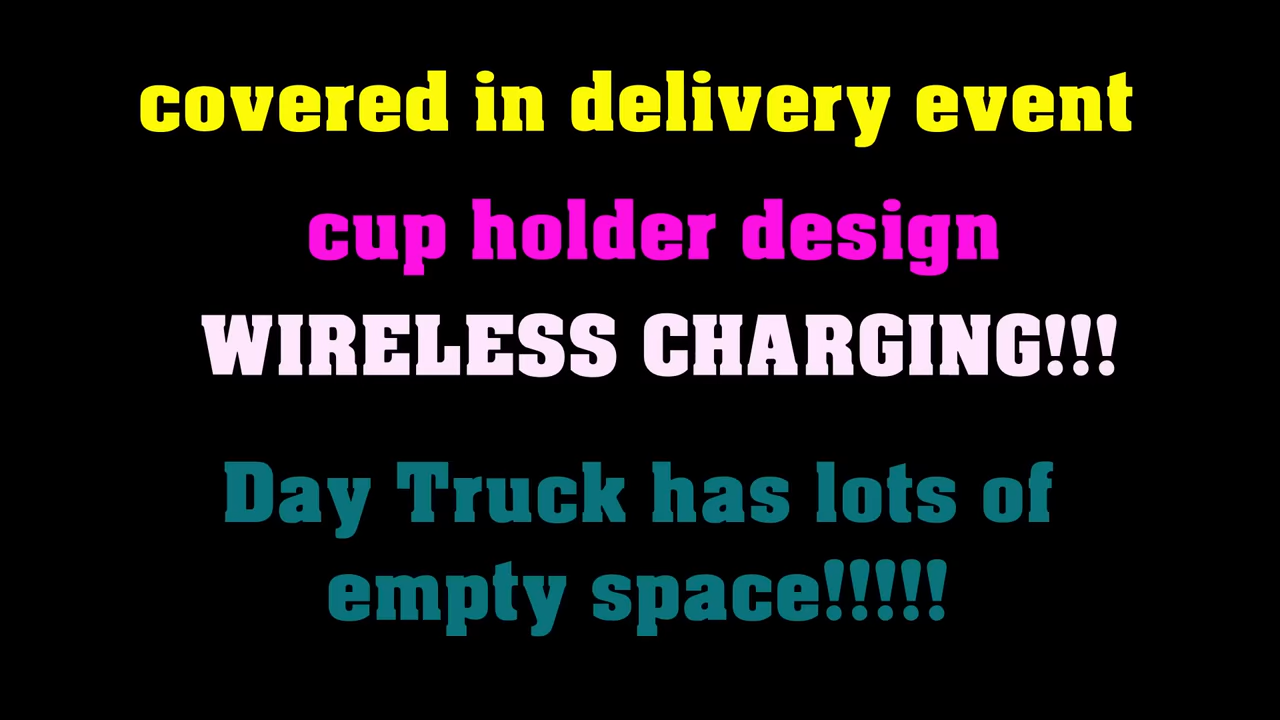 covered in delivery event
cup holder design
WIRELESS CHARGING!!!
Day Truck has lots of
empty space!!!!!